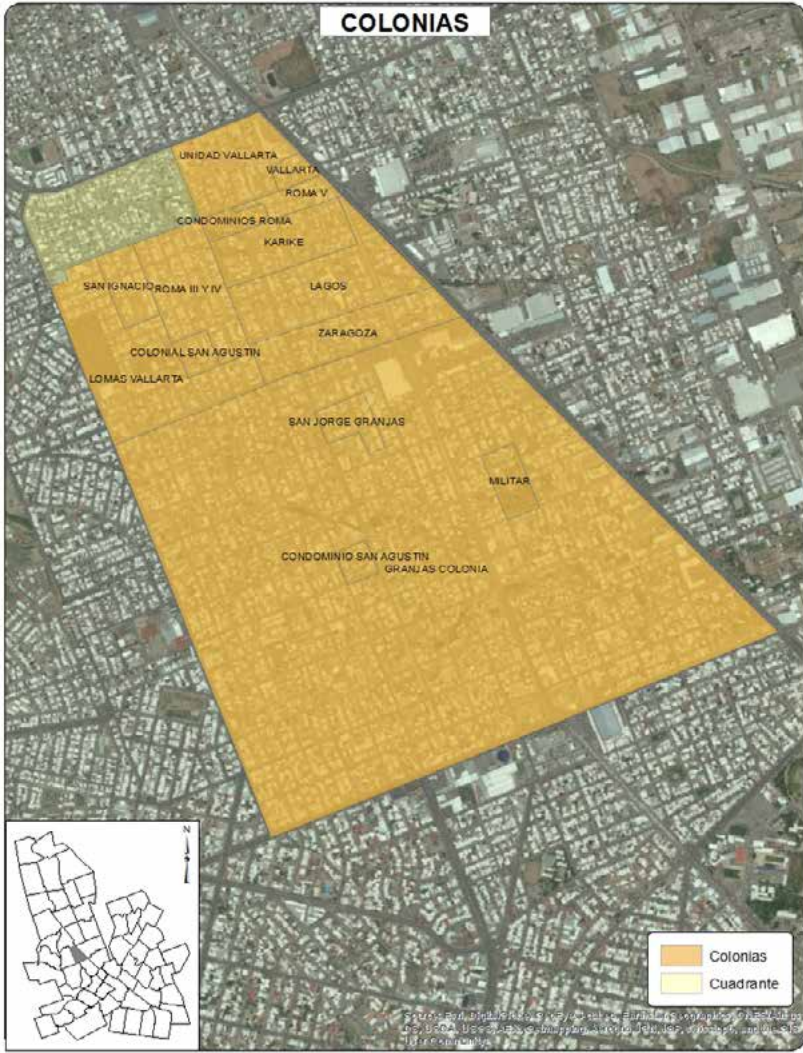 COLONIAS
UNIDAD VALLARTA
VALLARTA
ROMA V
CONDOMINIOS ROMA
KARIKE
SAN IGNACIO
ROMA III Y IV
LAGOS
ZARAGOZA
COLONIAL SAN AGUSTIN
LOMAS VALLARTA
SAN JORGE GRANJAS
MILITAR
CONDOMINIO SAN AGUSTIN
GRANJAS COLONIA
N
Colonias
Cuadrante